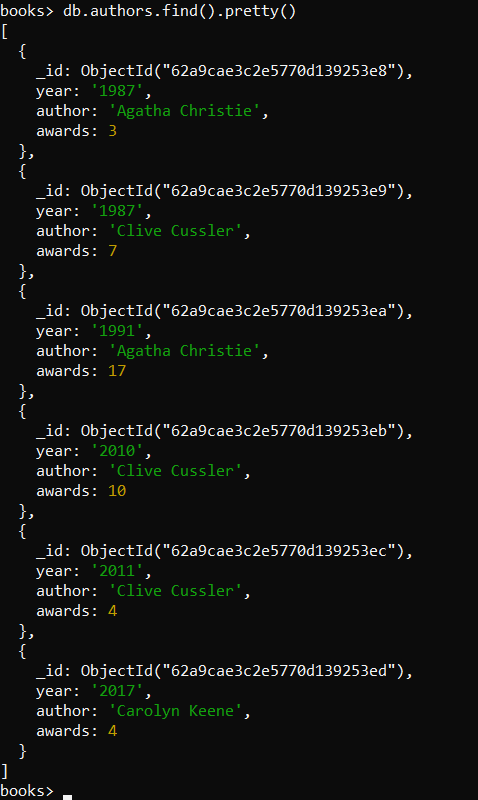 books> db.authors.find().pretty()
[
  {
    _id: ObjectId("62a9cae3c2e5770d139253e8"),
    year: '1987',
    author: 'Agatha Christie',
    awards: 3
  },
  {
    _id: ObjectId("62a9cae3c2e5770d139253e9"),
    year: '1987',
    author: 'Clive Cussler',
    awards: 7
  },
  {
    _id: ObjectId("62a9cae3c2e5770d139253ea"),
    year: '1991',
    author: 'Agatha Christie',
    awards: 17
  },
  {
    _id: ObjectId("62a9cae3c2e5770d139253eb"),
    year: '2010',
    author: 'Clive Cussler',
    awards: 10
  },
  {
    _id: ObjectId("62a9cae3c2e5770d139253ec"),
    year: '2011',
    author: 'Clive Cussler',
    awards: 4
  },
  {
    _id: ObjectId("62a9cae3c2e5770d139253ed"),
    year: '2017',
    author: 'Carolyn Keene',
    awards: 4
  }
]
books>